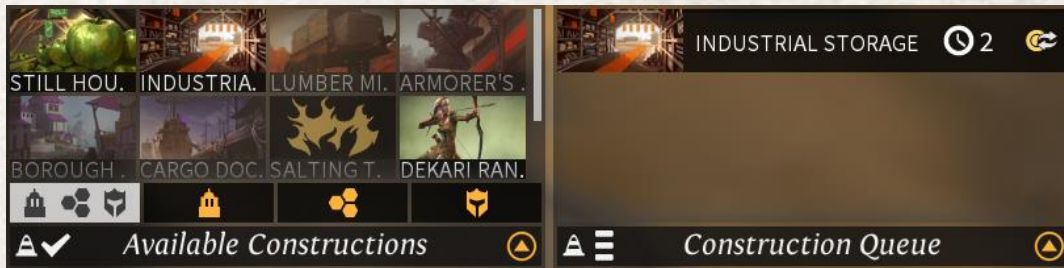 STILL HOU.
INDUSTRIA.
LUMBER MI.
ARMORER'S.
BOROUGH.
CARGO DOC.
SALTING T.
DEKARI RAN.
Available Constructions
INDUSTRIAL STORAGE 2
Construction Queue